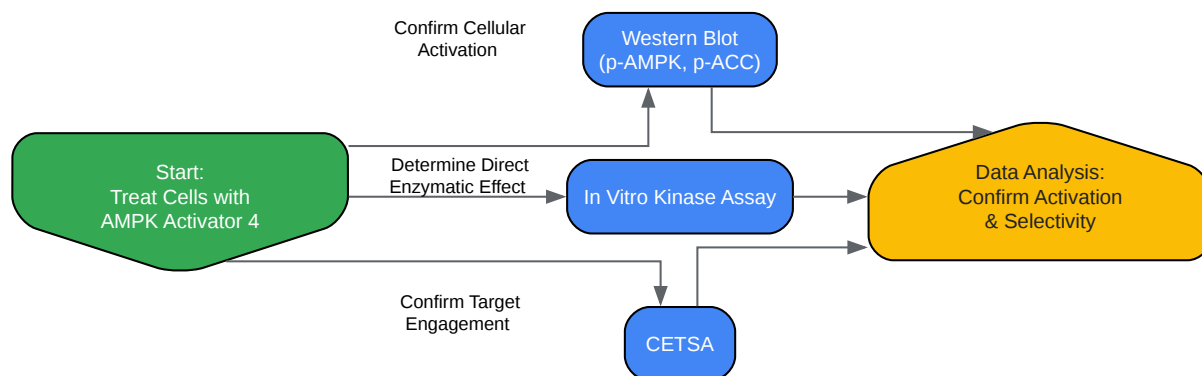 Confirm Cellular
Activation
Western Blot
(p-AMPK, p-ACC)
Start:
Treat Cells with
AMPK Activator 4
Determine Direct
Enzymatic Effect
In Vitro Kinase Assay
Data Analysis:
Confirm Activation
& Selectivity
Confirm Target
Engagement
CETSA